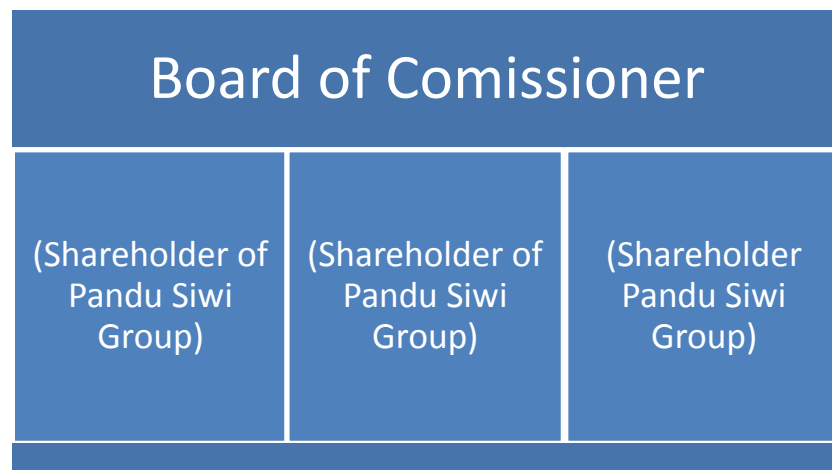 Board of Comissioner
(Shareholder of
Pandu Siwi
Group)
(Shareholder of
Pandu Siwi
Group)
(Shareholder
Pandu Siwi
Group)